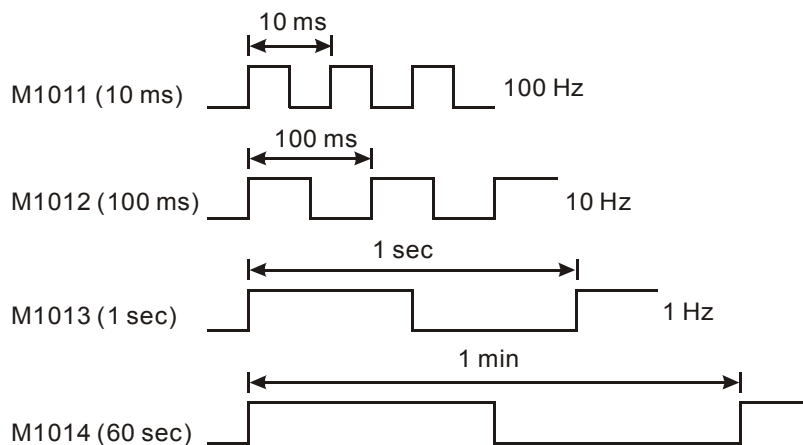 10 ms
M1011 (10 ms)
100 Hz
100 ms
M1012 (100 ms)
10 Hz
1 sec
M1013 (1 sec)
1 Hz
1 min
M1014 (60 sec)